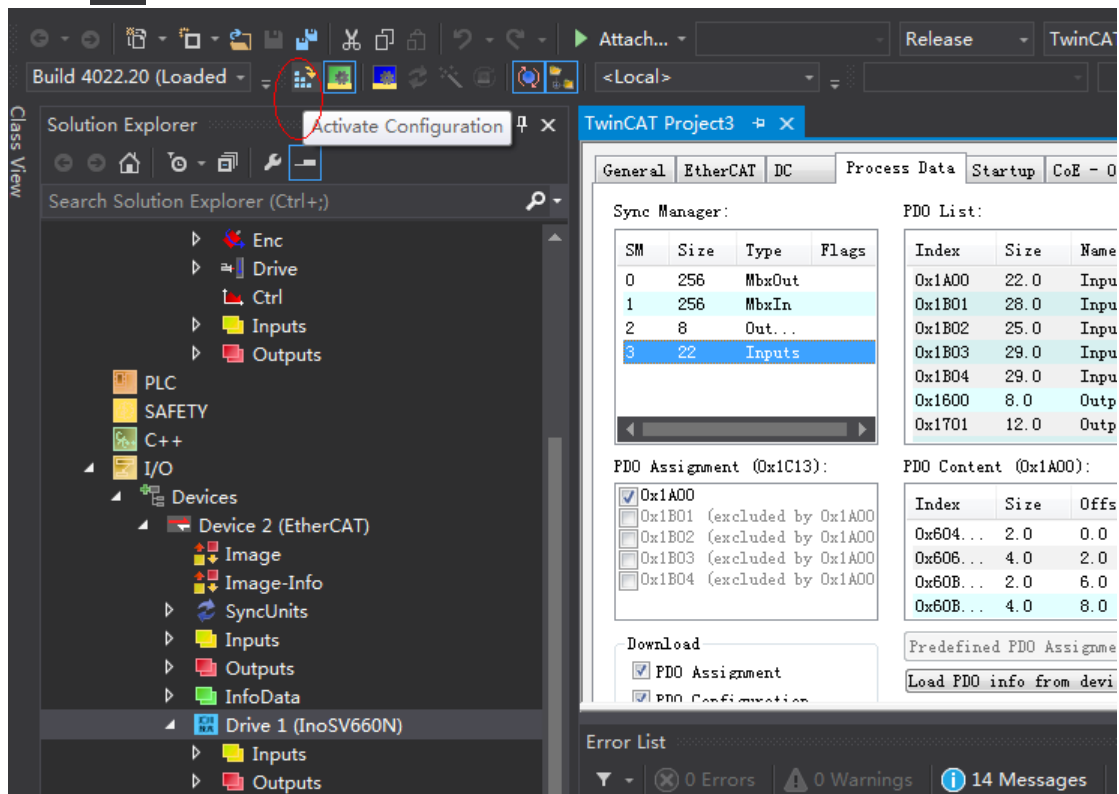 Attach...
Release
TwinCAT
Build 4022.20 (Loaded
<Local>
Class View
Solution Explorer
Activate Configuration
TwinCAT Project3
General
EtherCAT
DC
Process Data
Startup
CoE - O
Search Solution Explorer (Ctrl+;)
Sync Manager:
SM Size Type Flags
0 256 MbxOut
1 256 MbxIn
2 8 Out...
3 22 Inputs
PDO List:
Index Size Name
0x1A00 22.0 Inpu
0x1B01 28.0 Inpu
0x1B02 25.0 Inpu
0x1B03 29.0 Inpu
0x1B04 29.0 Inpu
0x1600 8.0 Outp
0x1701 12.0 Outp
Enc
Drive
Ctrl
Inputs
Outputs
PLC
SAFETY
C++
I/O
Devices
Device 2 (EtherCAT)
Image
Image-Info
SyncUnits
Inputs
Outputs
InfoData
Drive 1 (InoSV660N)
Inputs
Outputs
PDO Assignment (0x1C13):
0x1A00
0x1B01 (excluded by 0x1A00
0x1B02 (excluded by 0x1A00
0x1B03 (excluded by 0x1A00
0x1B04 (excluded by 0x1A00
PDO Content (0x1A00):
Index Size Offs
0x604... 2.0 0.0
0x606... 4.0 2.0
0x60B... 2.0 6.0
0x60B... 4.0 8.0
Download
PDO Assignment
PDO Configuration
Predefined PDO Assignme
Load PDO info from devi
Error List
0 Errors
0 Warnings
14 Messages